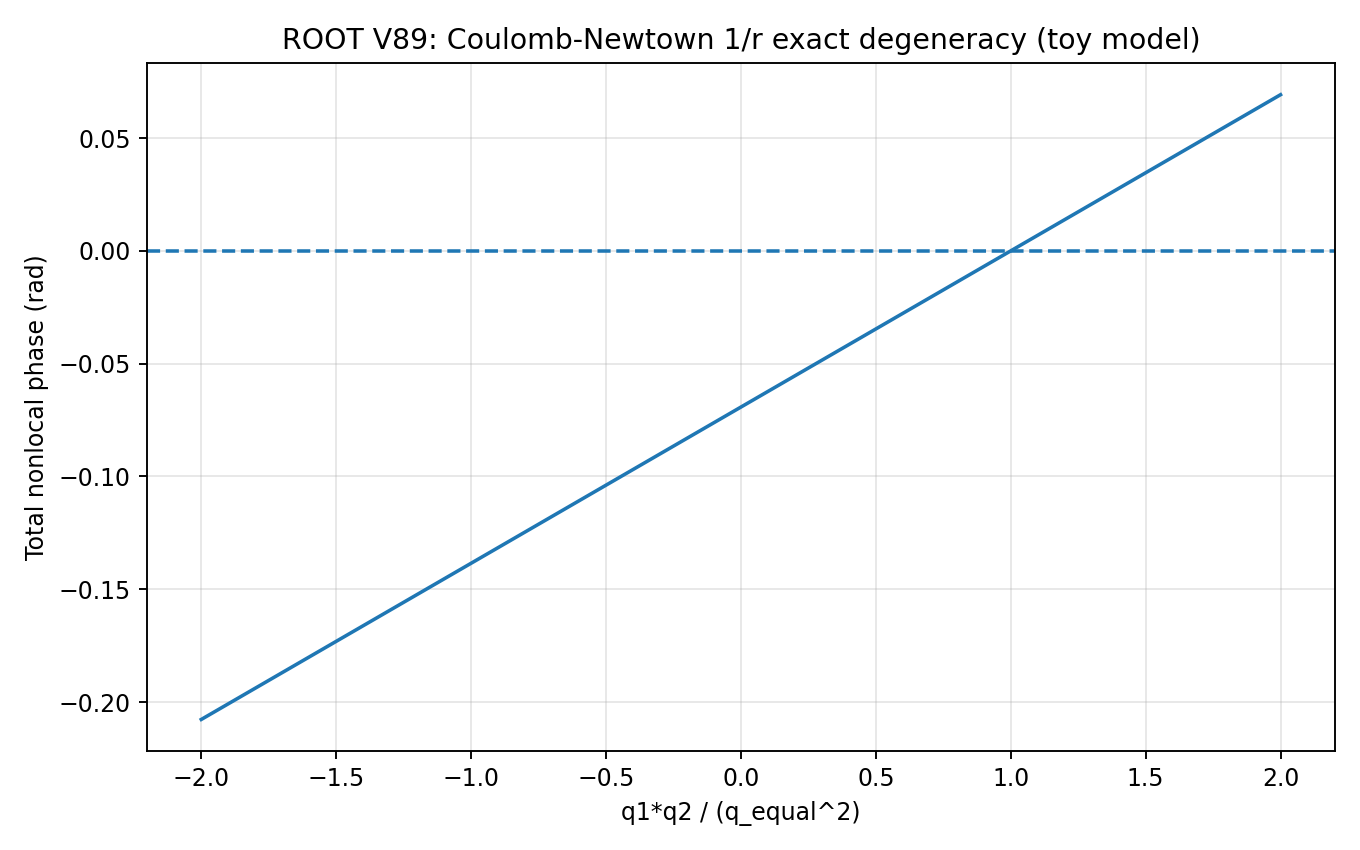 ROOT V89: Coulomb-Newtown 1/r exact degeneracy (toy model)
Total nonlocal phase (rad)
0.05
0.00
−0.05
−0.10
−0.15
−0.20
−2.0 −1.5 −1.0 −0.5 0.0 0.5 1.0 1.5 2.0
q1*q2 / (q_equal^2)